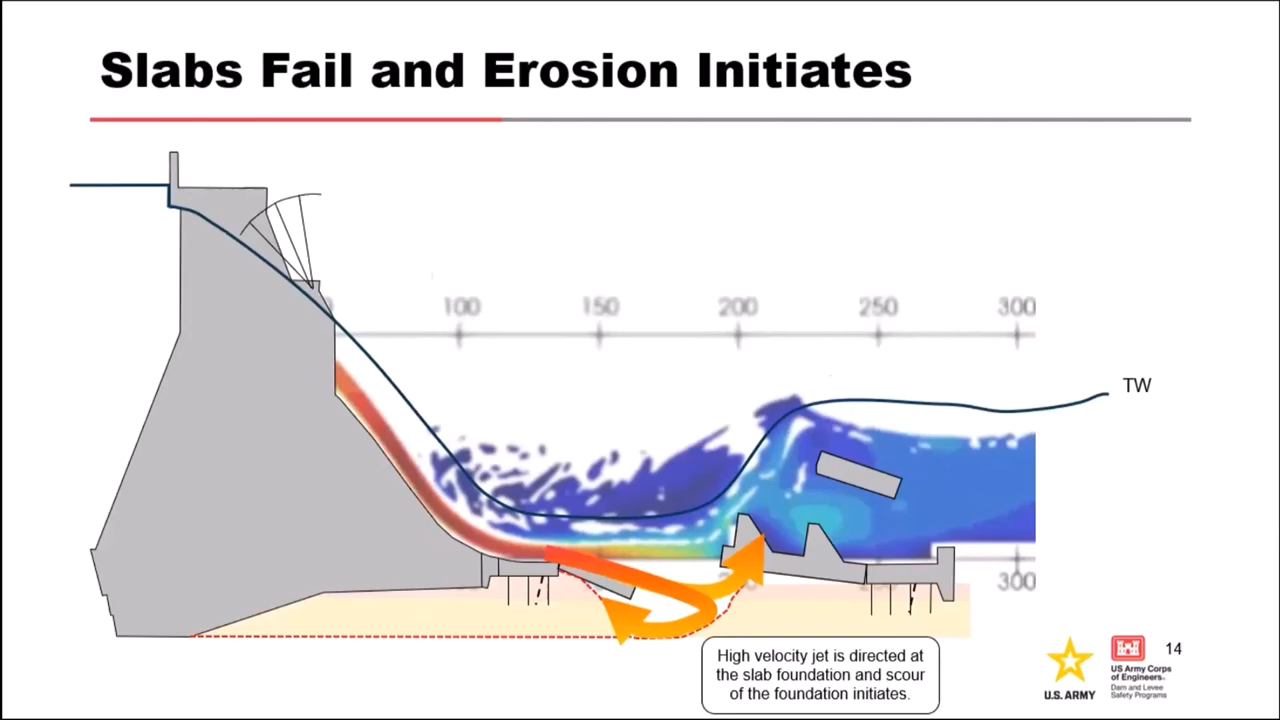 Slabs Fail and Erosion Initiates
100 150 200 250 300
TW
300
High velocity jet is directed at
the slab foundation and scour
of the foundation initiates.
14
U.S. ARMY
US Army Corps
of Engineers®
Dam and Levee
Safety Programs